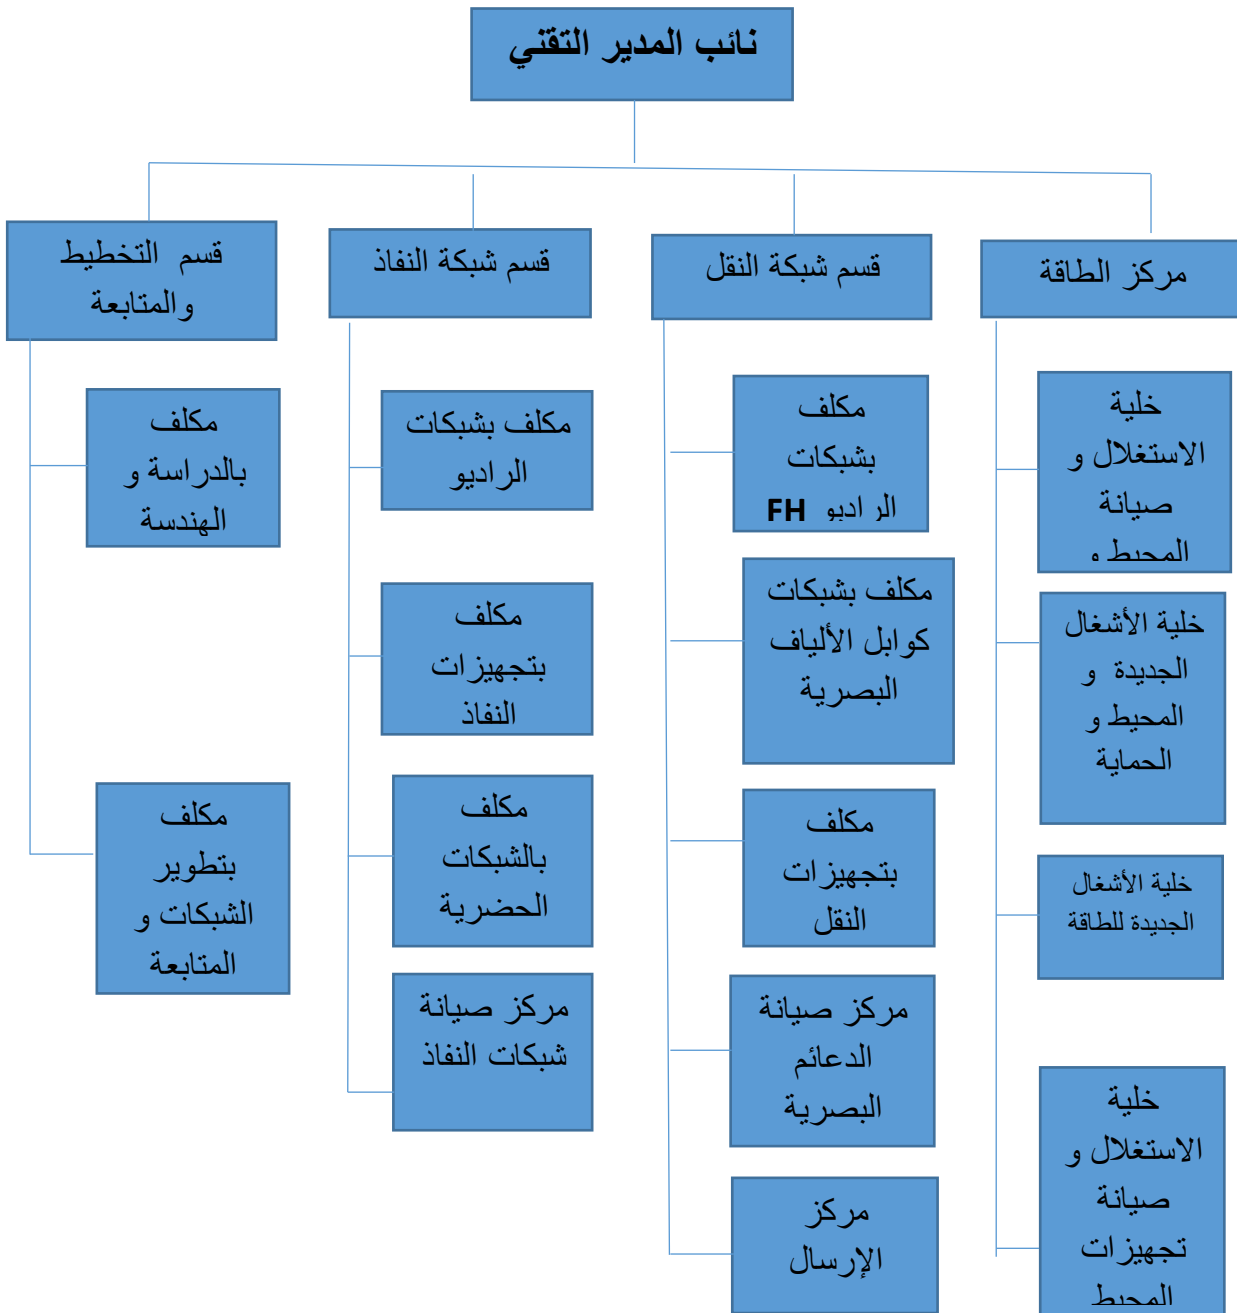 نائب المدير التقني
مركز الطاقة
قسم شبكة النقل
قسم شبكة النفاذ
قسم التخطيط
والمتابعة
خلية
الاستغلال و
صيانة
المحيط و
خلية الأشغال
الجديدة و
المحيط و
الحماية
خلية الأشغال
الجديدة للطاقة
خلية
الاستغلال و
صيانة
تجهيزات
المحيط
مكلف
بشبكات
الراديو FH
مكلف بشبكات
كوابل الألياف
البصرية
مكلف
بتجهيزات
النقل
مركز صيانة
الدعائم
البصرية
مركز
الإرسال
مكلف بشبكات
الراديو
مكلف
بتجهيزات
النفاذ
مكلف
بالشبكات
الحضرية
مركز صيانة
شبكات النفاذ
مكلف
بالدراسة و
الهندسة
مكلف
بتطوير
الشبكات و
المتابعة